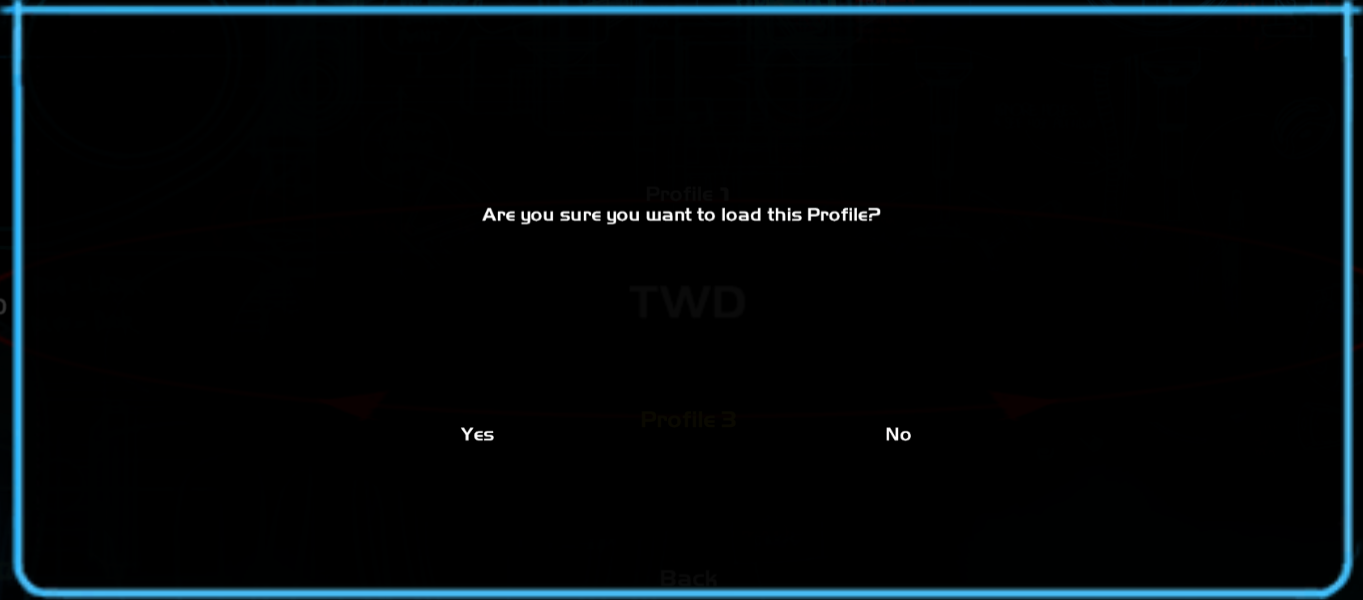 Profile 1
Are you sure you want to load this Profile?
TWD
Profile 3
Yes No
Back